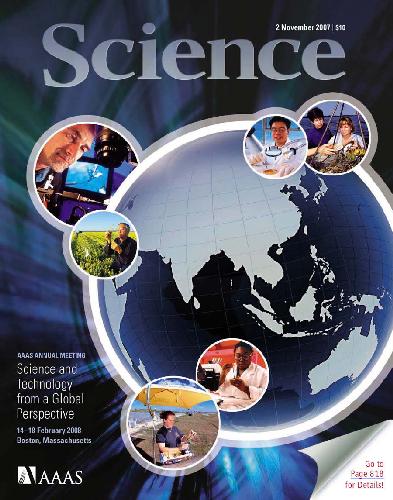 2 November 2007 | $10
Science
AAAS ANNUAL MEETING
Science and
Technology
from a Global
Perspective
14–18 February 2008
Boston, Massachusetts
AAAS
Go to
Page 818
for Details!